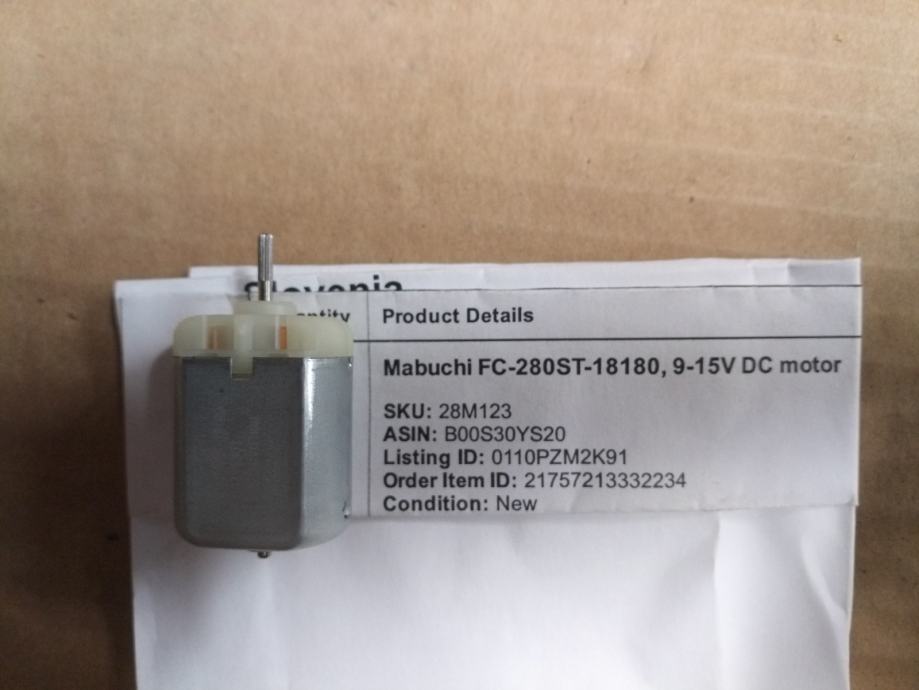 Slovenia
Product Details
Mabuchi FC-280ST-18180, 9-15V DC motor
SKU: 28M123
ASIN: B00S30YS20
Listing ID: 0110PZM2K91
Order Item ID: 21757213332234
Condition: New